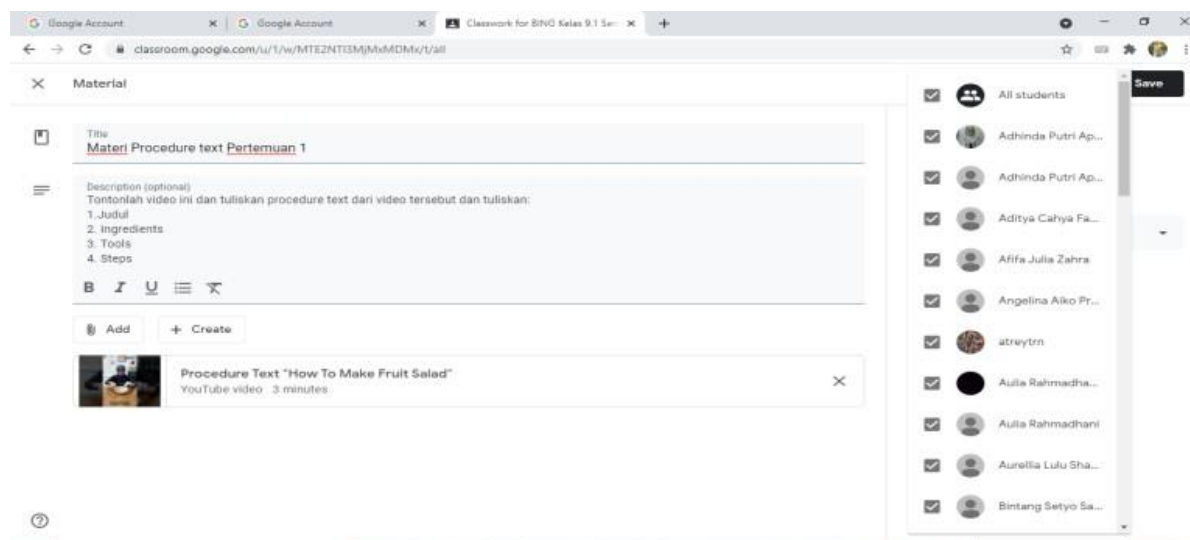 Google Account
Google Account
Classwork for BING Kelas 9.1 Sem
classroom.google.com/u/1/w/MTE2NTI3MjMxMDMx/t/all
Material
Save
Title
Materi Procedure text Pertemuan 1
Description (optional)
Tontonlah video ini dan tuliskan procedure text dari video tersebut dan tuliskan:
1. Judul
2. Ingredients
3. Tools
4. Steps
B I U
Add + Create
Procedure Text "How To Make Fruit Salad"
YouTube video 3 minutes
All students
Adhinda Putri Ap...
Adhinda Putri Ap...
Aditya Cahya Fa...
Afifa Julia Zahra
Angelina Aiko Pr...
atreytrn
Aulia Rahmadha...
Aulia Rahmadhani
Aurellia Lulu Sha...
Bintang Setyo Sa...